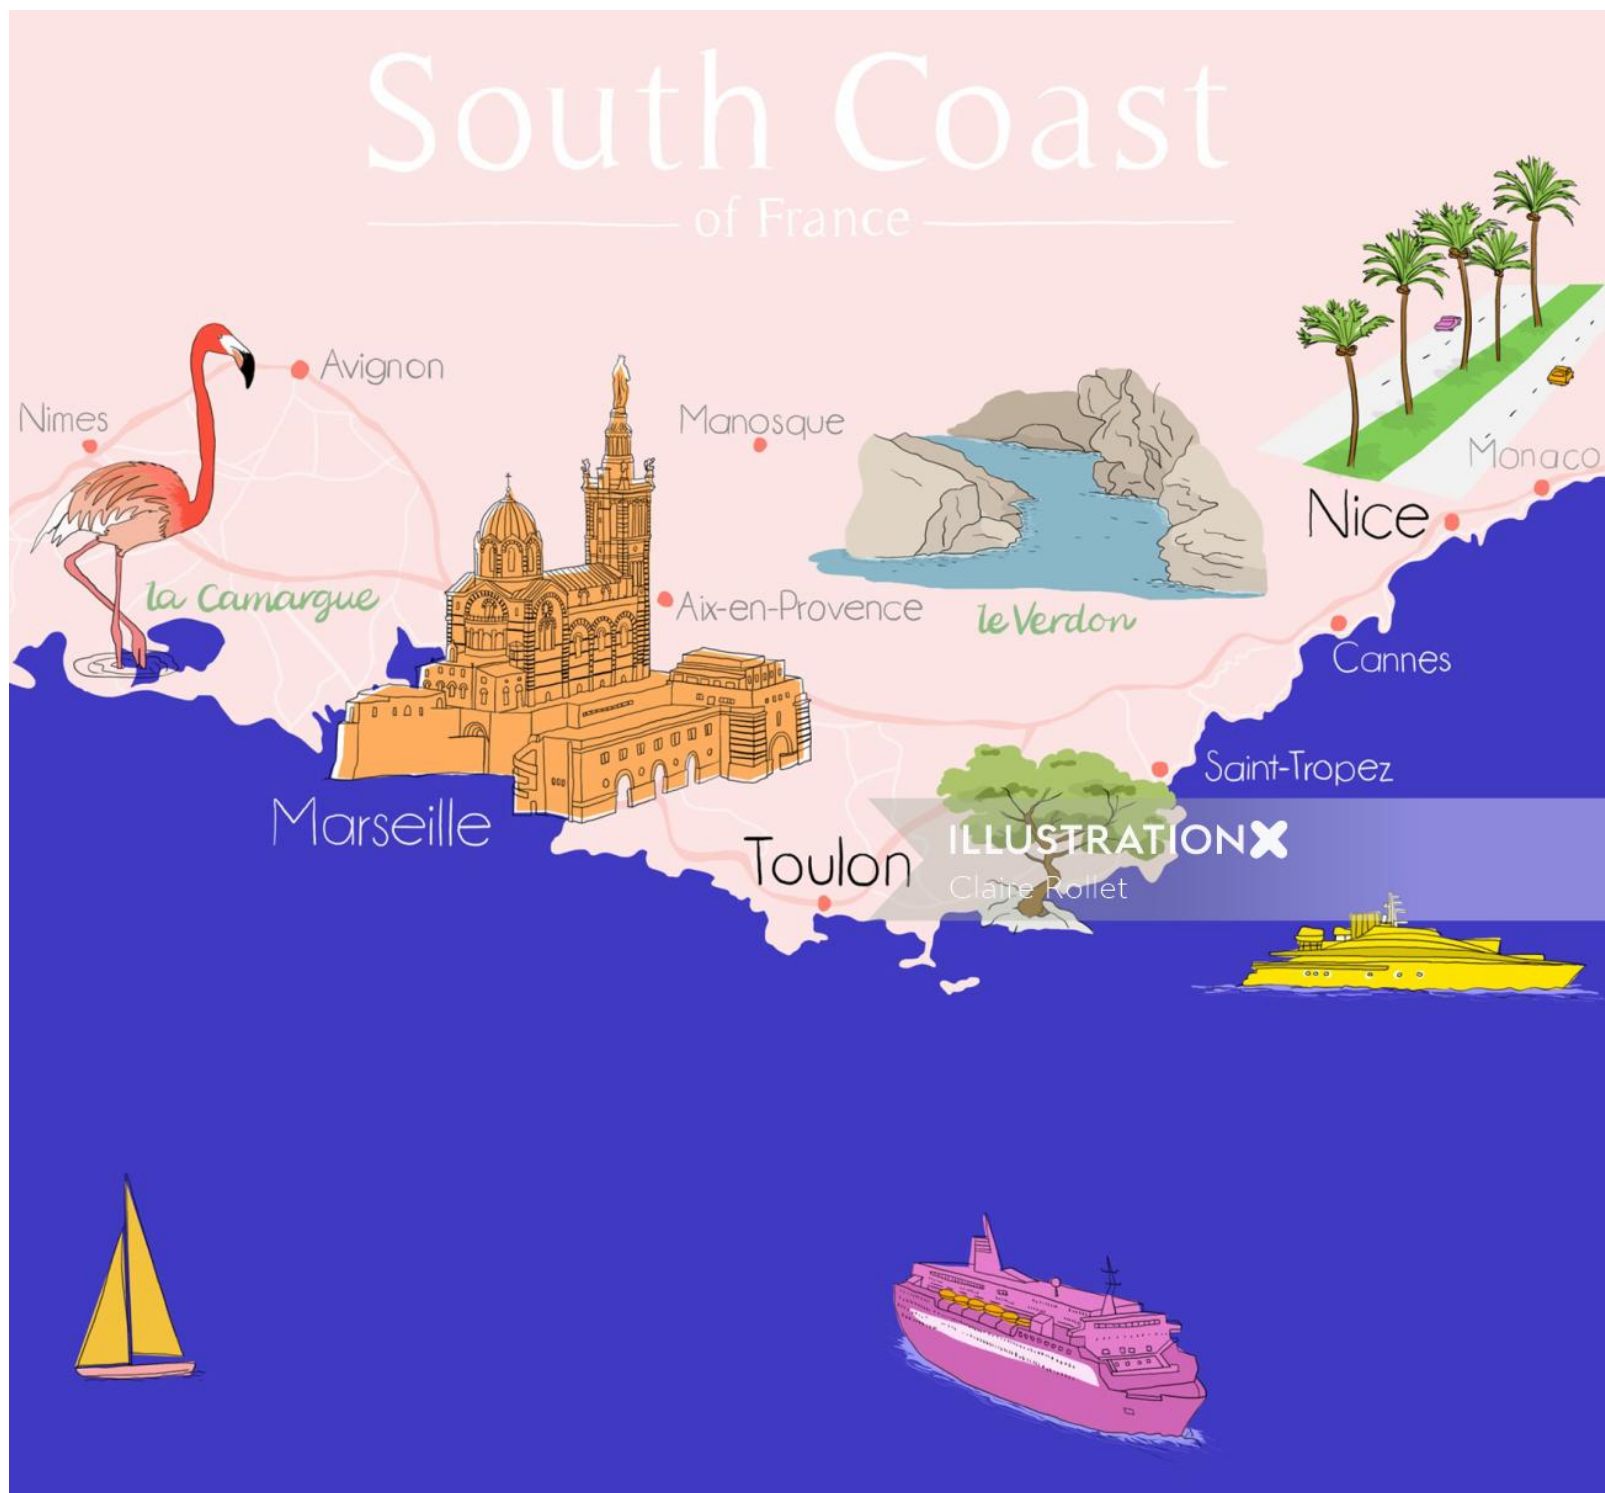 South Coast
of France
Avignon
Nimes
Manosque
Monaco
Nice
la Camargue
Aix-en-Provence
le Verdon
Cannes
Saint-Tropez
Marseille
Toulon
ILLUSTRATIONX
Claire Rollet